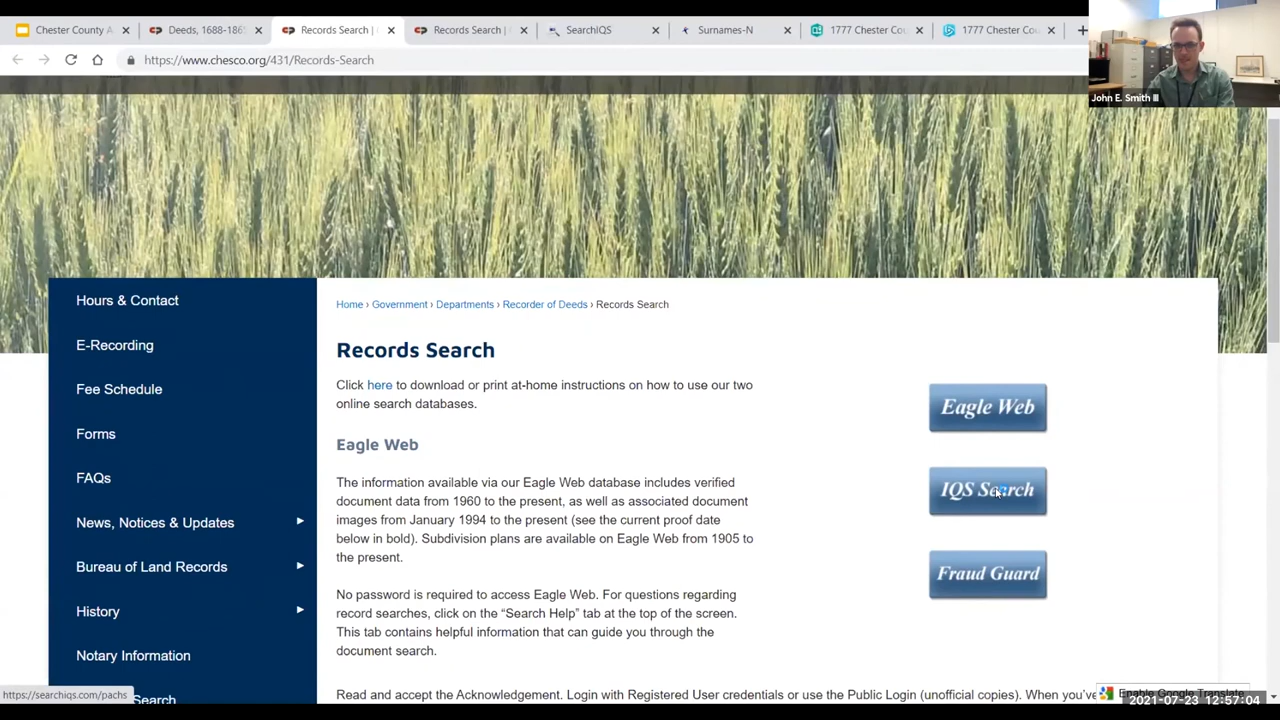 Chester County A
Deeds, 1688-186
Records Search |
Records Search |
SearchIQS
Surnames-N
1777 Chester Co
1777 Chester Cou
https://www.chesco.org/431/Records-Search
John E. Smith III
Hours & Contact
E-Recording
Fee Schedule
Forms
FAQs
News, Notices & Updates
Bureau of Land Records
History
Notary Information
Search
Home › Government › Departments › Recorder of Deeds › Records Search
Records Search
Click here to download or print at-home instructions on how to use our two
online search databases.
Eagle Web
The information available via our Eagle Web database includes verified
document data from 1960 to the present, as well as associated document
images from January 1994 to the present (see the current proof date
below in bold). Subdivision plans are available on Eagle Web from 1905 to
the present.
No password is required to access Eagle Web. For questions regarding
record searches, click on the “Search Help” tab at the top of the screen.
This tab contains helpful information that can guide you through the
document search.
Read and accept the Acknowledgement. Login with Registered User credentials or use the Public Login (unofficial copies). When you've
Eagle Web
IQS Search
Fraud Guard
https://searchiqs.com/pachs
Enable Google Translate
2021-07-23 12:57:04